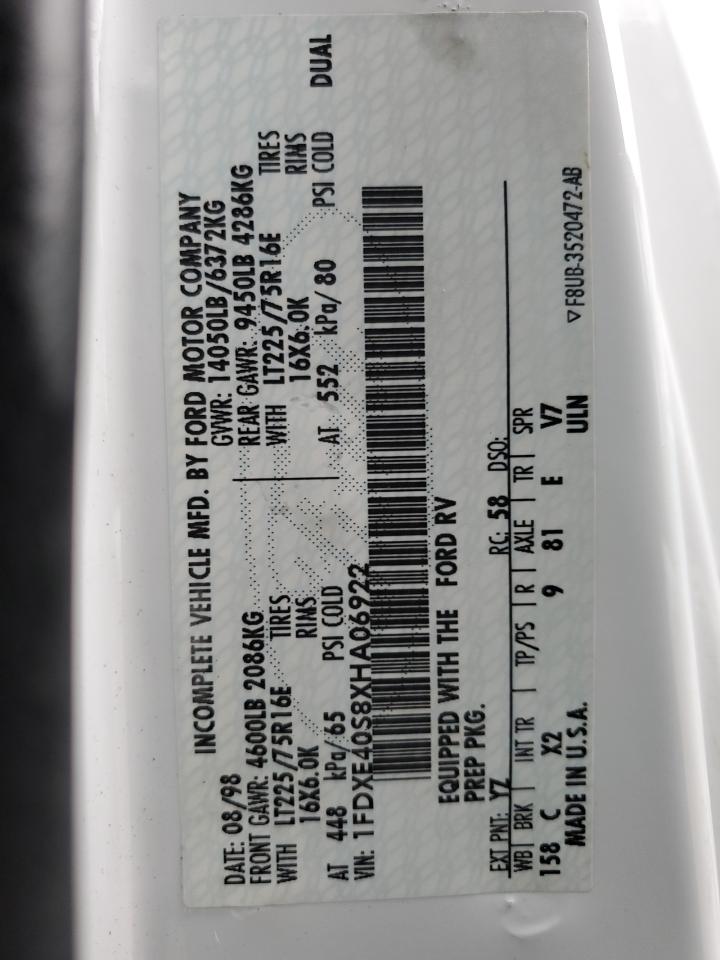 INCOMPLETE VEHICLE MFD. BY FORD MOTOR COMPANY
DATE: 08/98 GVWR: 14050LB/6372KG
FRONT GAWR: 4600LB 2086KG REAR GAWR: 9450LB 4286KG
WITH LT225/75R16E TIRES WITH LT225/75R16E TIRES
16X6.0K RIMS 16X6.0K RIMS
AT 448 kPa/65 PSI COLD AT 552 kPa/80 PSI COLD DUAL
VIN: 1FDXE40S8XHA06922
EQUIPPED WITH THE FORD RV
PREP PKG.
EXT PNT: YZ RC: 58 DSO:
WB BRK INT TR TP/PS R AXLE TR SPR
158 C X2 9 81 E V7
MADE IN U.S.A. ULN
▽F8UB-3520472-AB